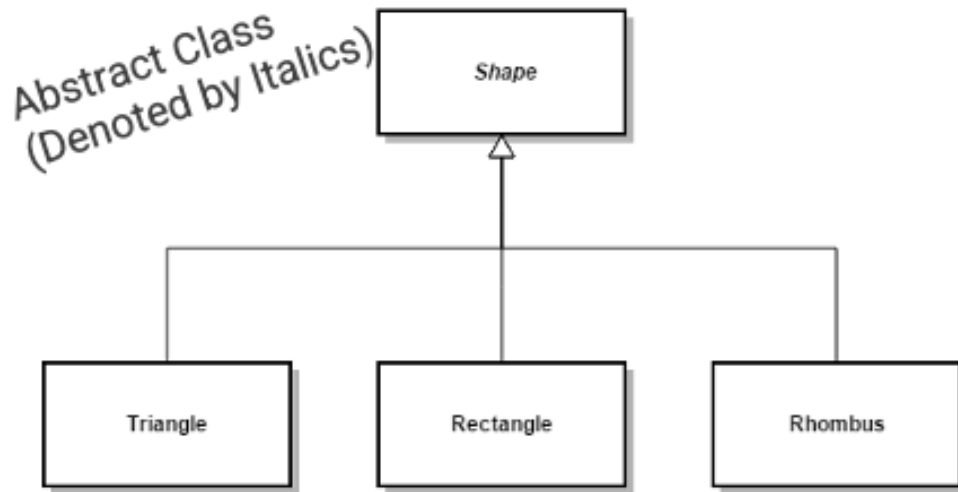 Abstract Class
(Denoted by Italics)
Shape
Triangle
Rectangle
Rhombus